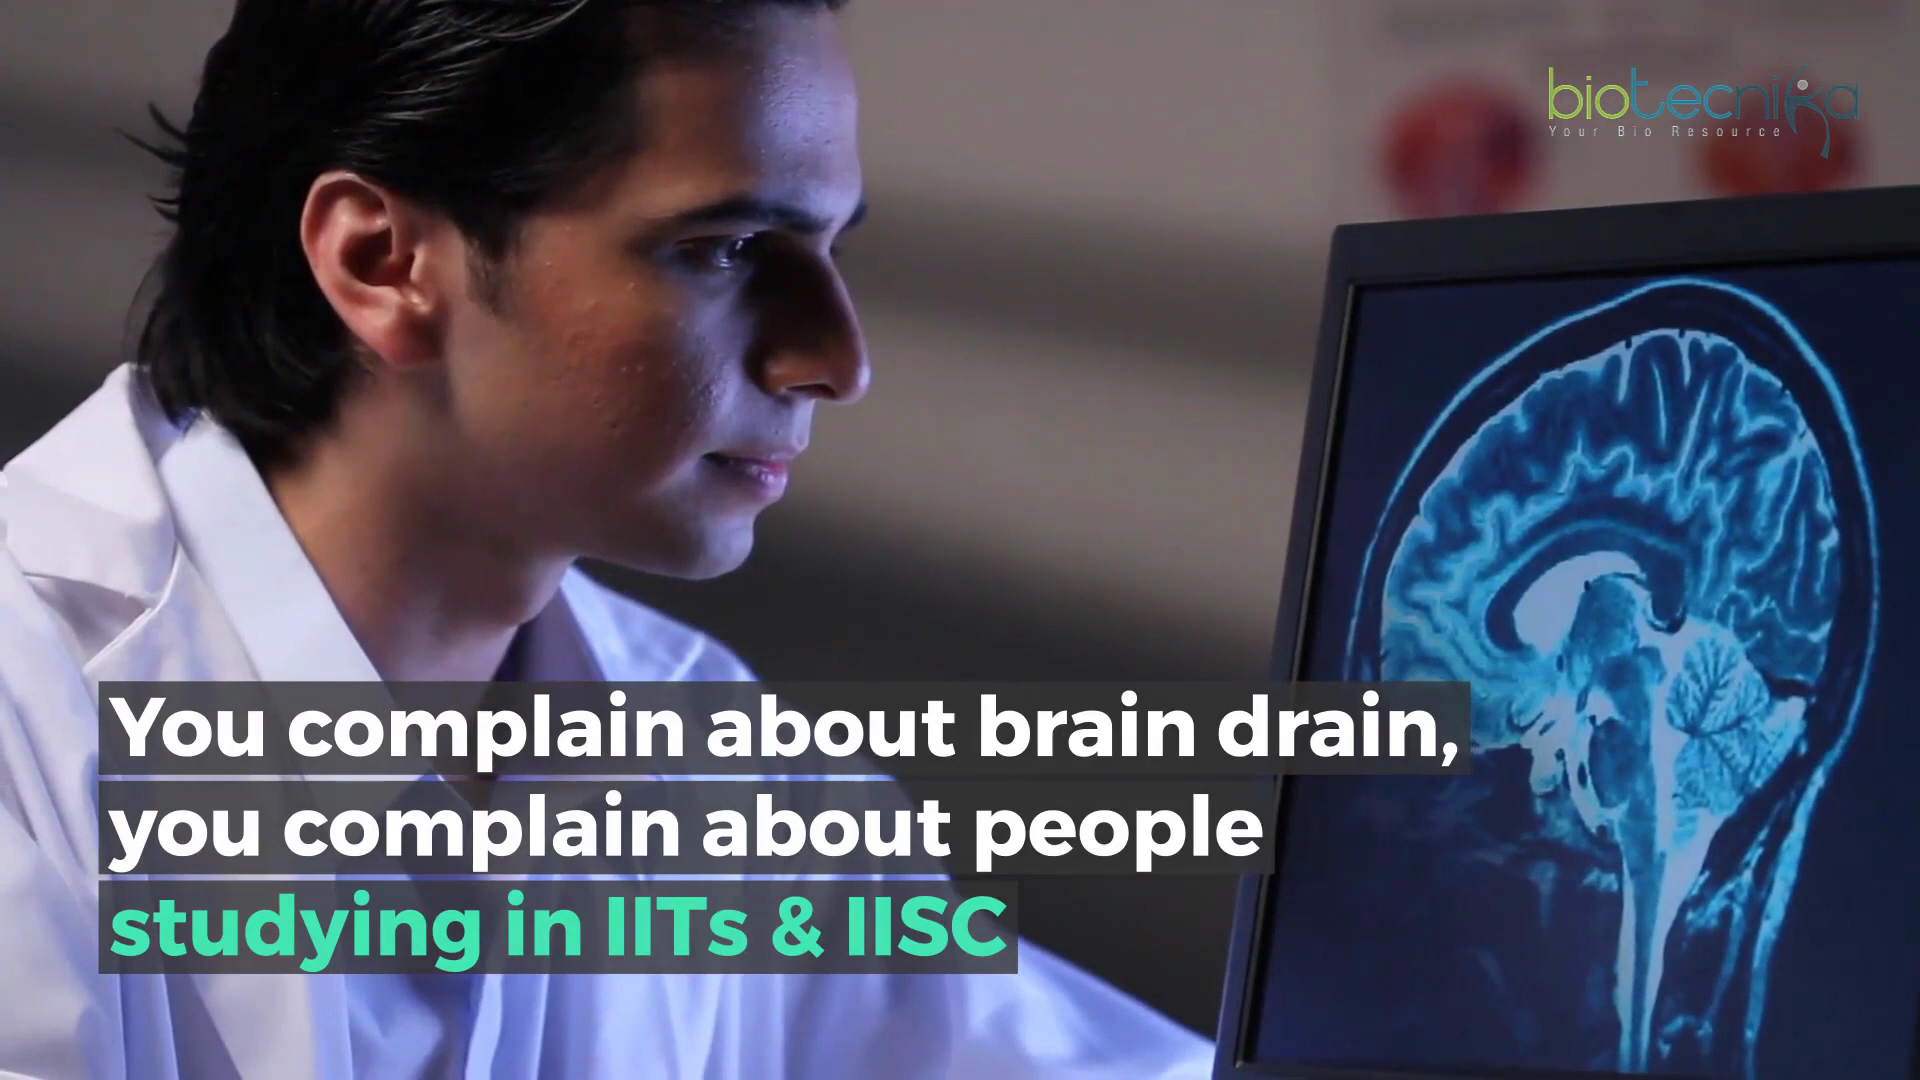 biotecnika
Your Bio Resource
You complain about brain drain,
you complain about people
studying in IITs & IISC